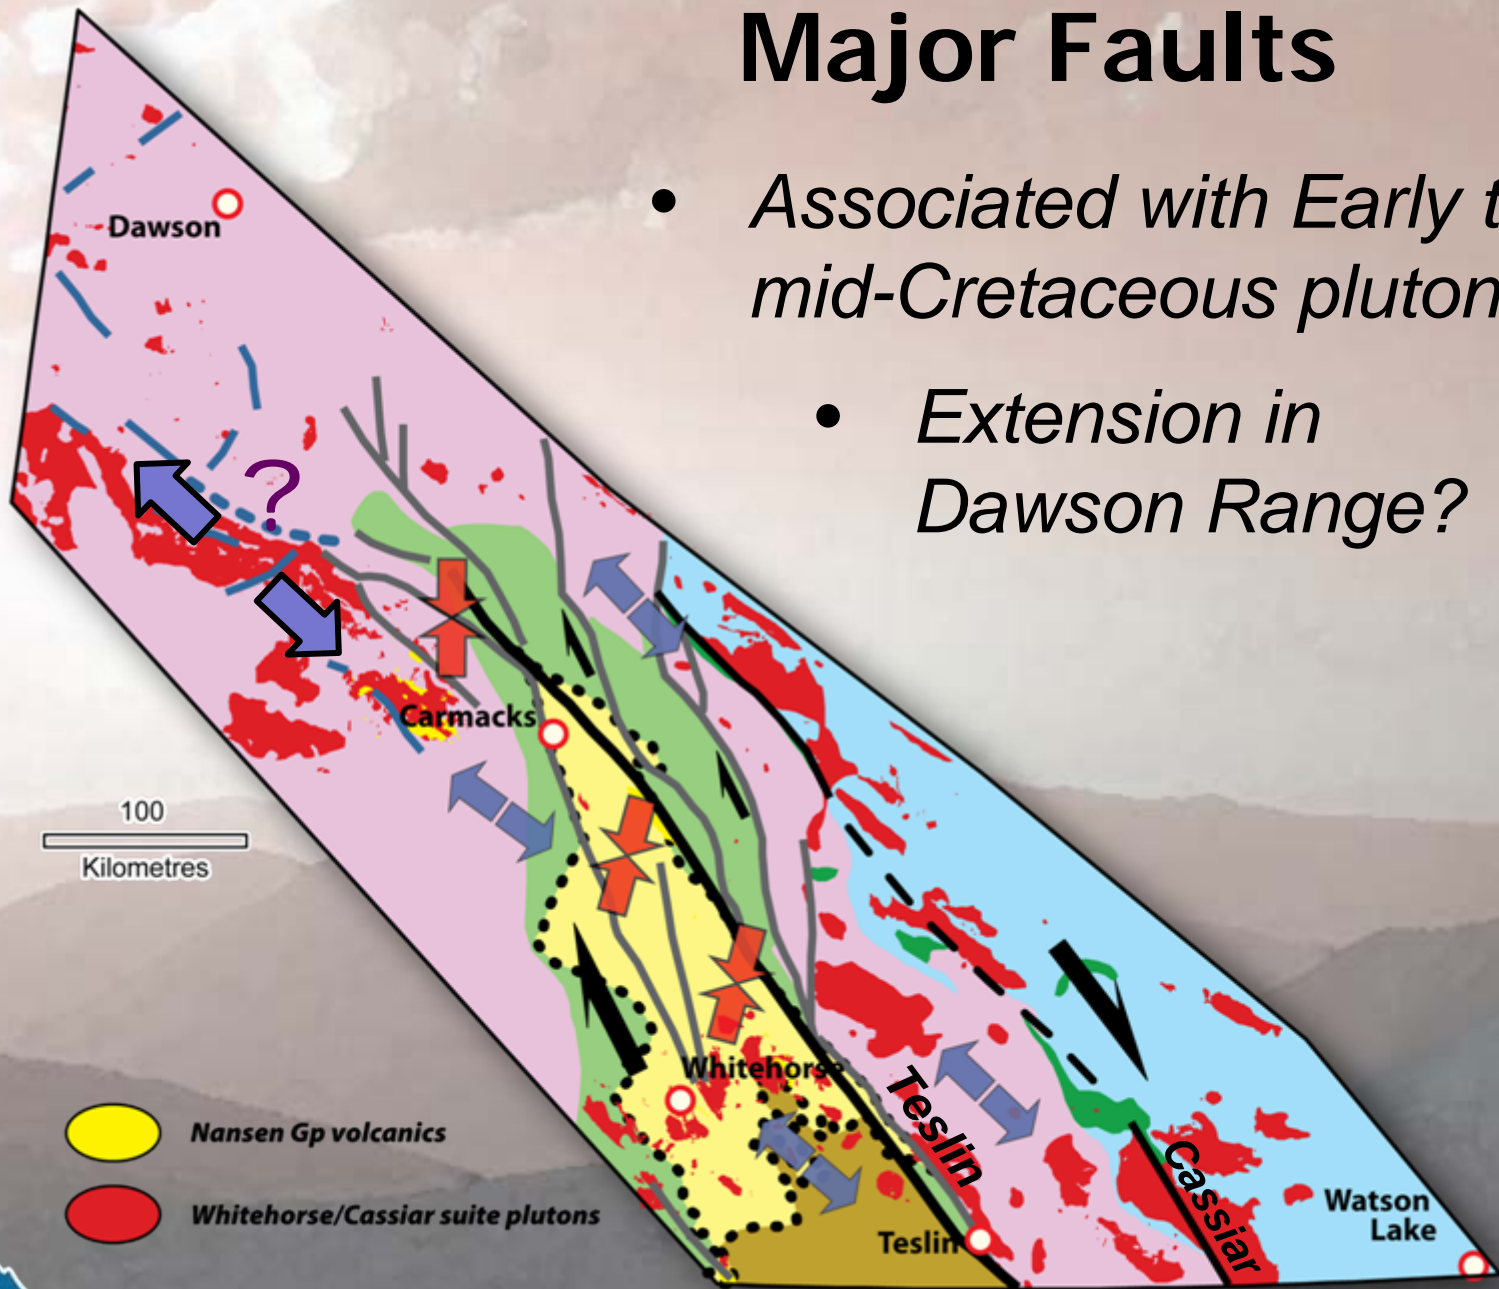 Major Faults
• Associated with Early t
mid-Cretaceous pluton
• Extension in
Dawson Range?
Dawson
?
Carmacks
100
Kilometres
Whitehorse
Teslin
Cassiar
Watson
Lake
Teslin
Nansen Gp volcanics
Whitehorse/Cassiar suite plutons